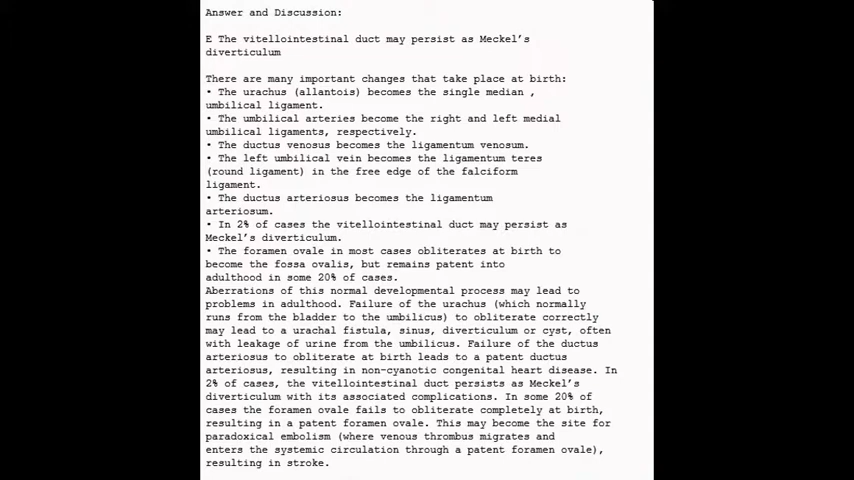 Answer and Discussion:
E The vitellointestinal duct may persist as Meckel's
diverticulum
There are many important changes that take place at birth:
• The urachus (allantois) becomes the single median ,
umbilical ligament.
• The umbilical arteries become the right and left medial
umbilical ligaments, respectively.
• The ductus venosus becomes the ligamentum venosum.
• The left umbilical vein becomes the ligamentum teres
(round ligament) in the free edge of the falciform
ligament.
• The ductus arteriosus becomes the ligamentum
arteriosum.
• In 2% of cases the vitellointestinal duct may persist as
Meckel's diverticulum.
• The foramen ovale in most cases obliterates at birth to
become the fossa ovalis, but remains patent into
adulthood in some 20% of cases.
Aberrations of this normal developmental process may lead to
problems in adulthood. Failure of the urachus (which normally
runs from the bladder to the umbilicus) to obliterate correctly
may lead to a urachal fistula, sinus, diverticulum or cyst, often
with leakage of urine from the umbilicus. Failure of the ductus
arteriosus to obliterate at birth leads to a patent ductus
arteriosus, resulting in non-cyanotic congenital heart disease. In
2% of cases, the vitellointestinal duct persists as Meckel's
diverticulum with its associated complications. In some 20% of
cases the foramen ovale fails to obliterate completely at birth,
resulting in a patent foramen ovale. This may become the site for
paradoxical embolism (where venous thrombus migrates and
enters the systemic circulation through a patent foramen ovale),
resulting in stroke.